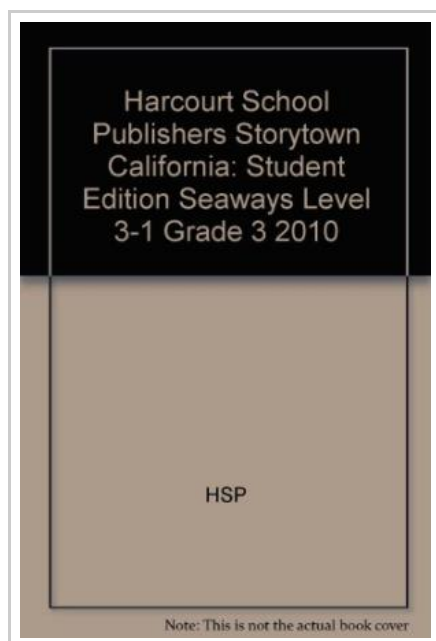 Harcourt School
Publishers Storytown
California: Student
Edition Seaways Level
3-1 Grade 3 2010
HSP
Note: This is not the actual book cover